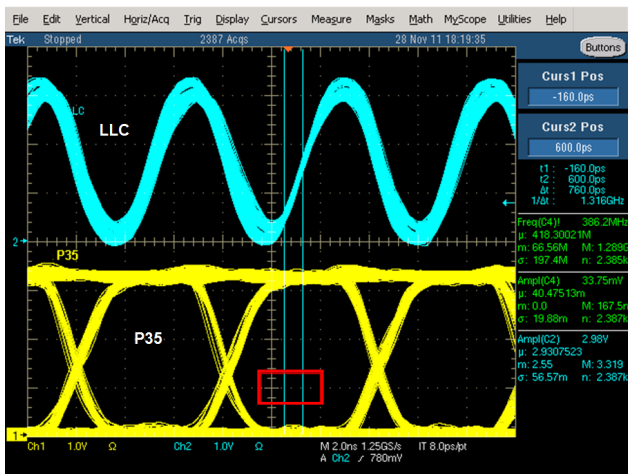 File Edit Vertical Horiz/Acq Trig Display Cursors Measure Masks Math MyScope Utilities Help
Tek Stopped 2387 Acqs 28 Nov 11 18:19:35
Buttons
Curs1 Pos
-160.0ps
Curs2 Pos
600.0ps
t1 : -160.0ps
t2 : 600.0ps
Δt : 760.0ps
1/Δt : 1.316GHz
LC
LLC
Freq(C4)! 386.2MHz
µ: 418.30021M
m: 66.56M M: 1.289G
σ: 197.4M n: 2.385k
2
P35
Ampl(C4) 33.75mV
µ: 40.47513m
m: 0.0 M: 167.5m
σ: 19.88m n: 2.387k
P35
Ampl(C2) 2.98V
µ: 2.9307523
m: 2.55 M: 3.319
σ: 56.57m n: 2.387k
1
Ch1 1.0V Ω Ch2 1.0V Ω M 2.0ns 1.25GS/s IT 8.0ps/pt
A Ch2 780mV